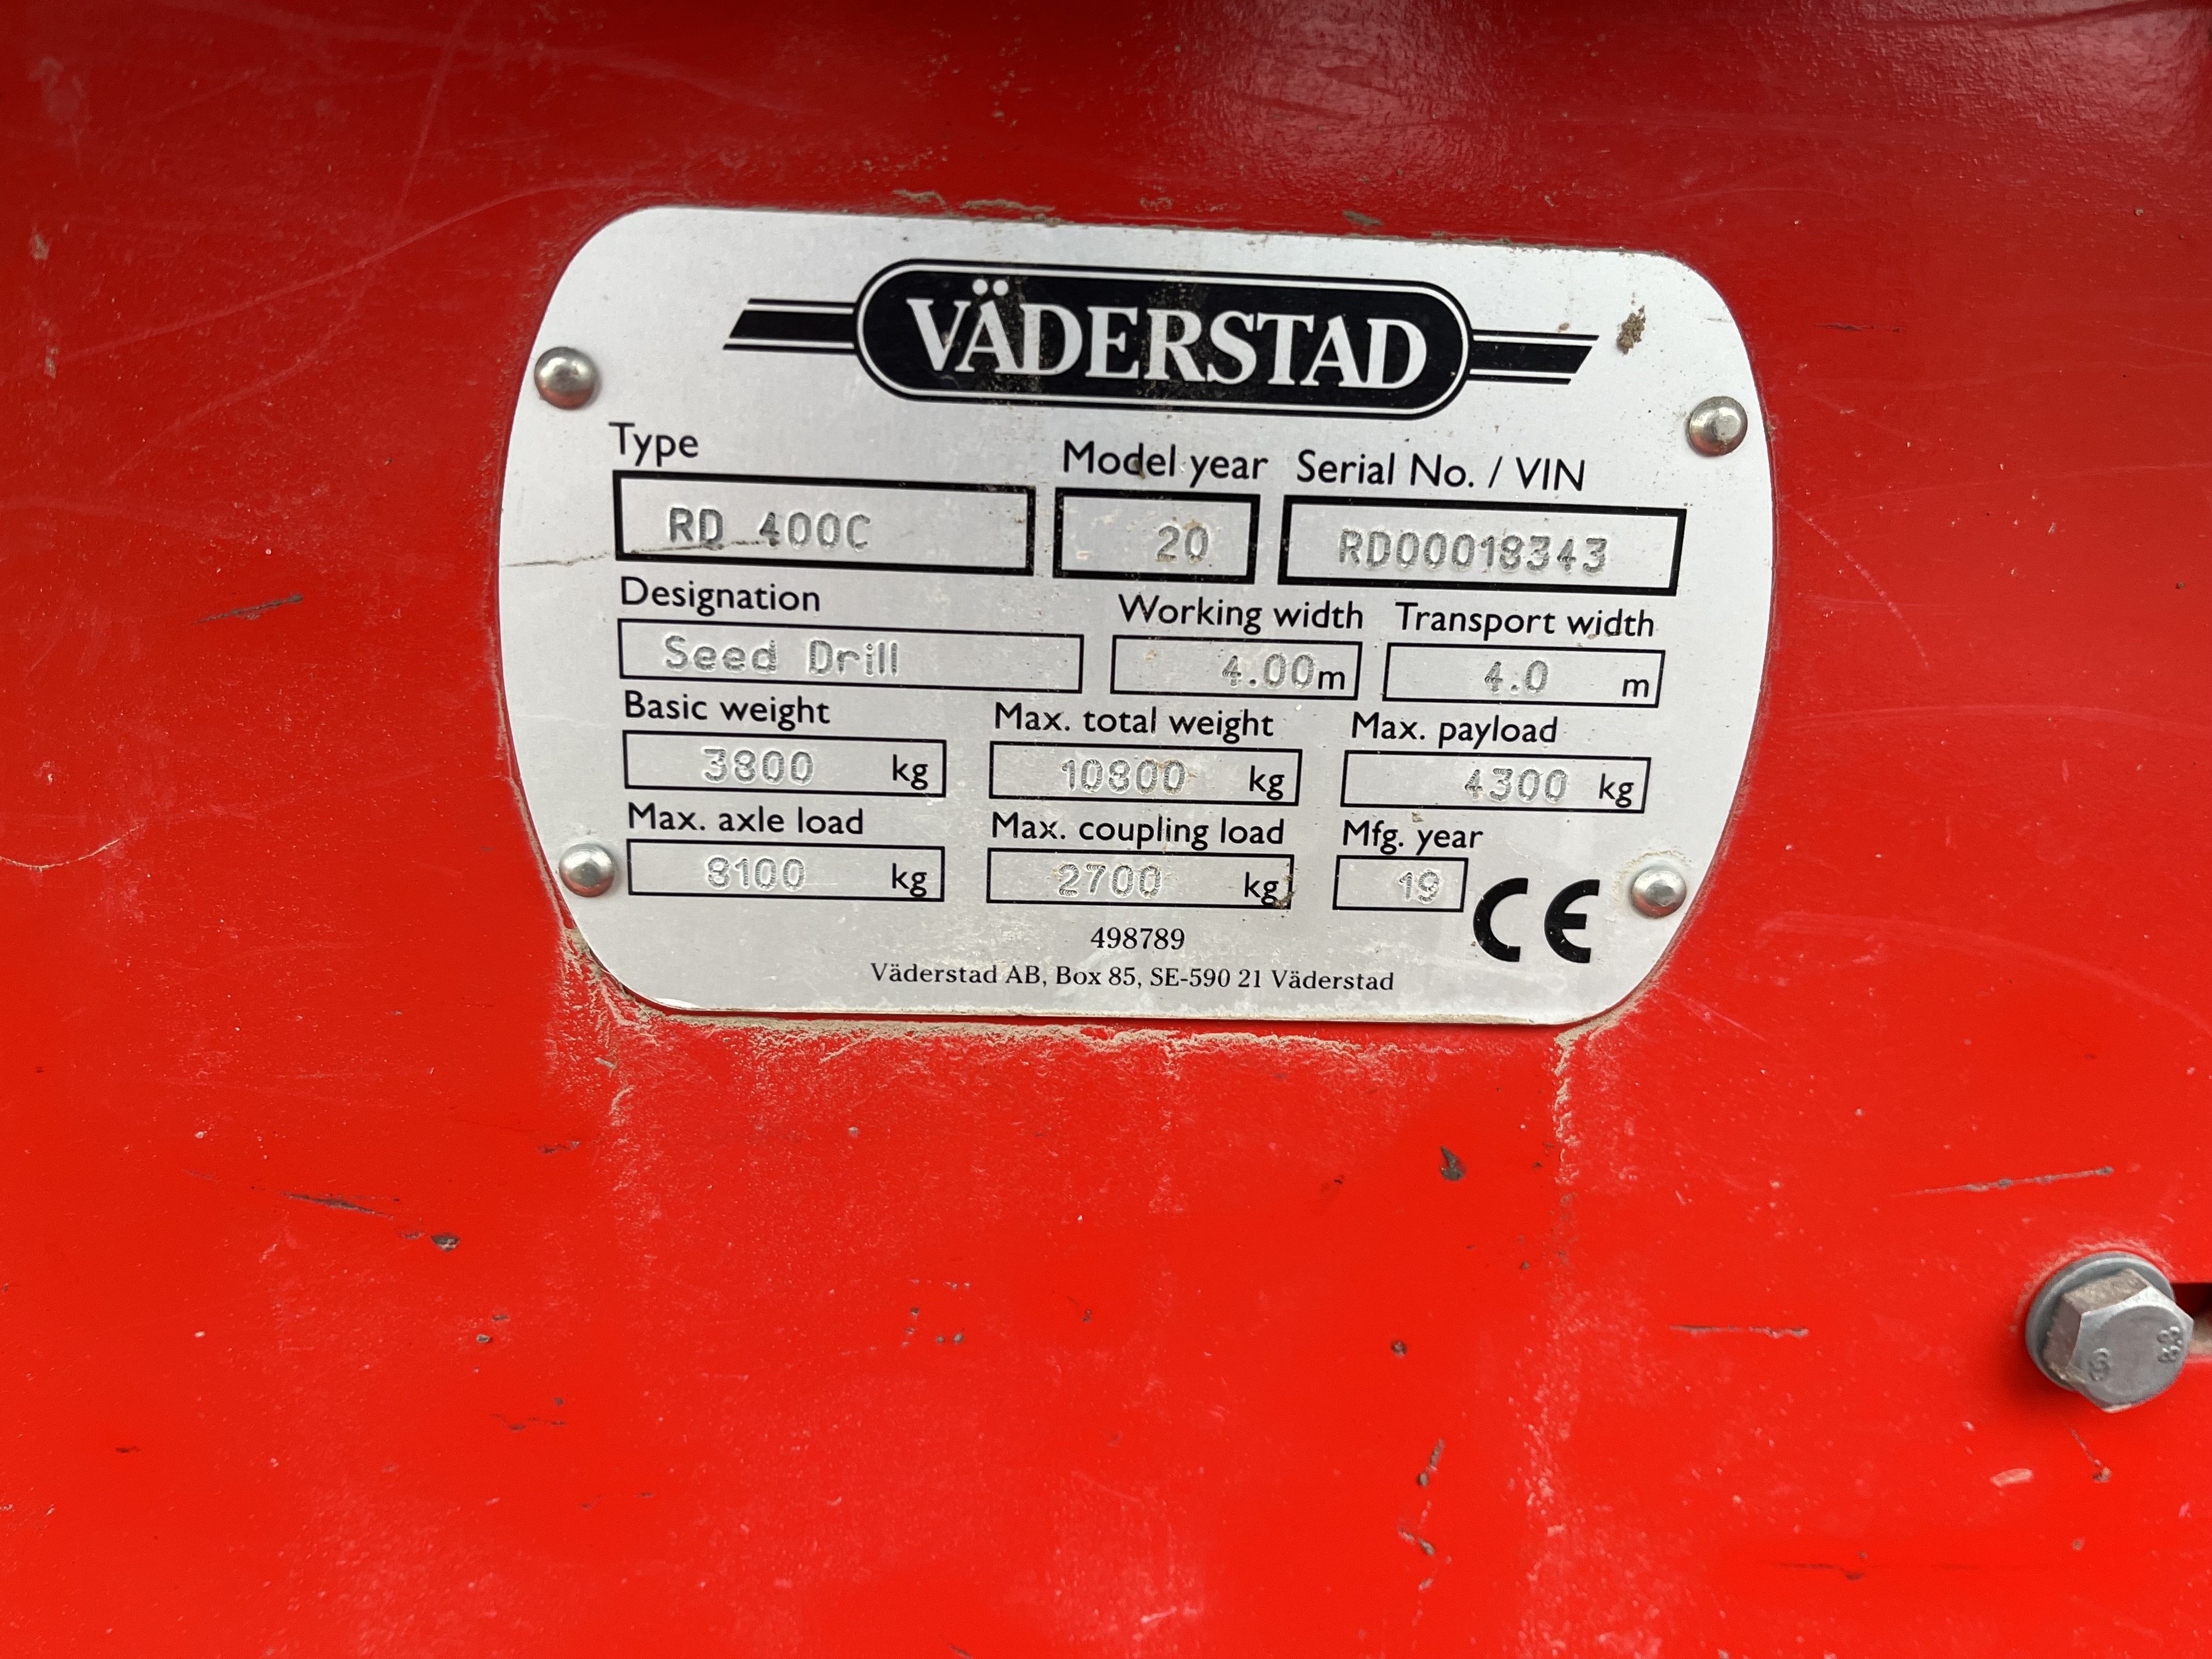 VÄDERSTAD
Type Model year Serial No. / VIN
RD 400C 20 RD00018343
Designation Working width Transport width
Seed Drill 4.00 m 4.0 m
Basic weight Max. total weight Max. payload
3800 kg 10800 kg 4300 kg
Max. axle load Max. coupling load Mfg. year
8100 kg 2700 kg 19 CE
498789
Väderstad AB, Box 85, SE-590 21 Väderstad